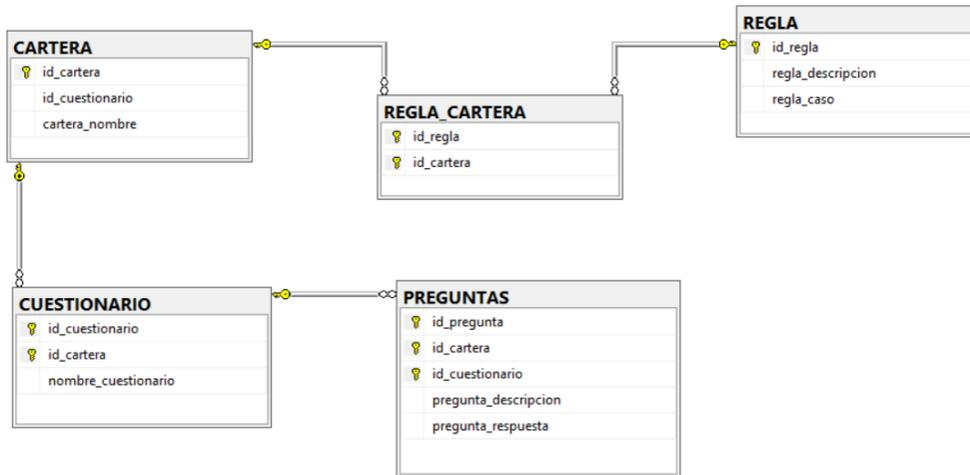 CARTERA
id_cartera
id_cuestionario
cartera_nombre
REGLA_CARTERA
id_regla
id_cartera
REGLA
id_regla
regla_descripcion
regla_caso
CUESTIONARIO
id_cuestionario
id_cartera
nombre_cuestionario
PREGUNTAS
id_pregunta
id_cartera
id_cuestionario
pregunta_descripcion
pregunta_respuesta